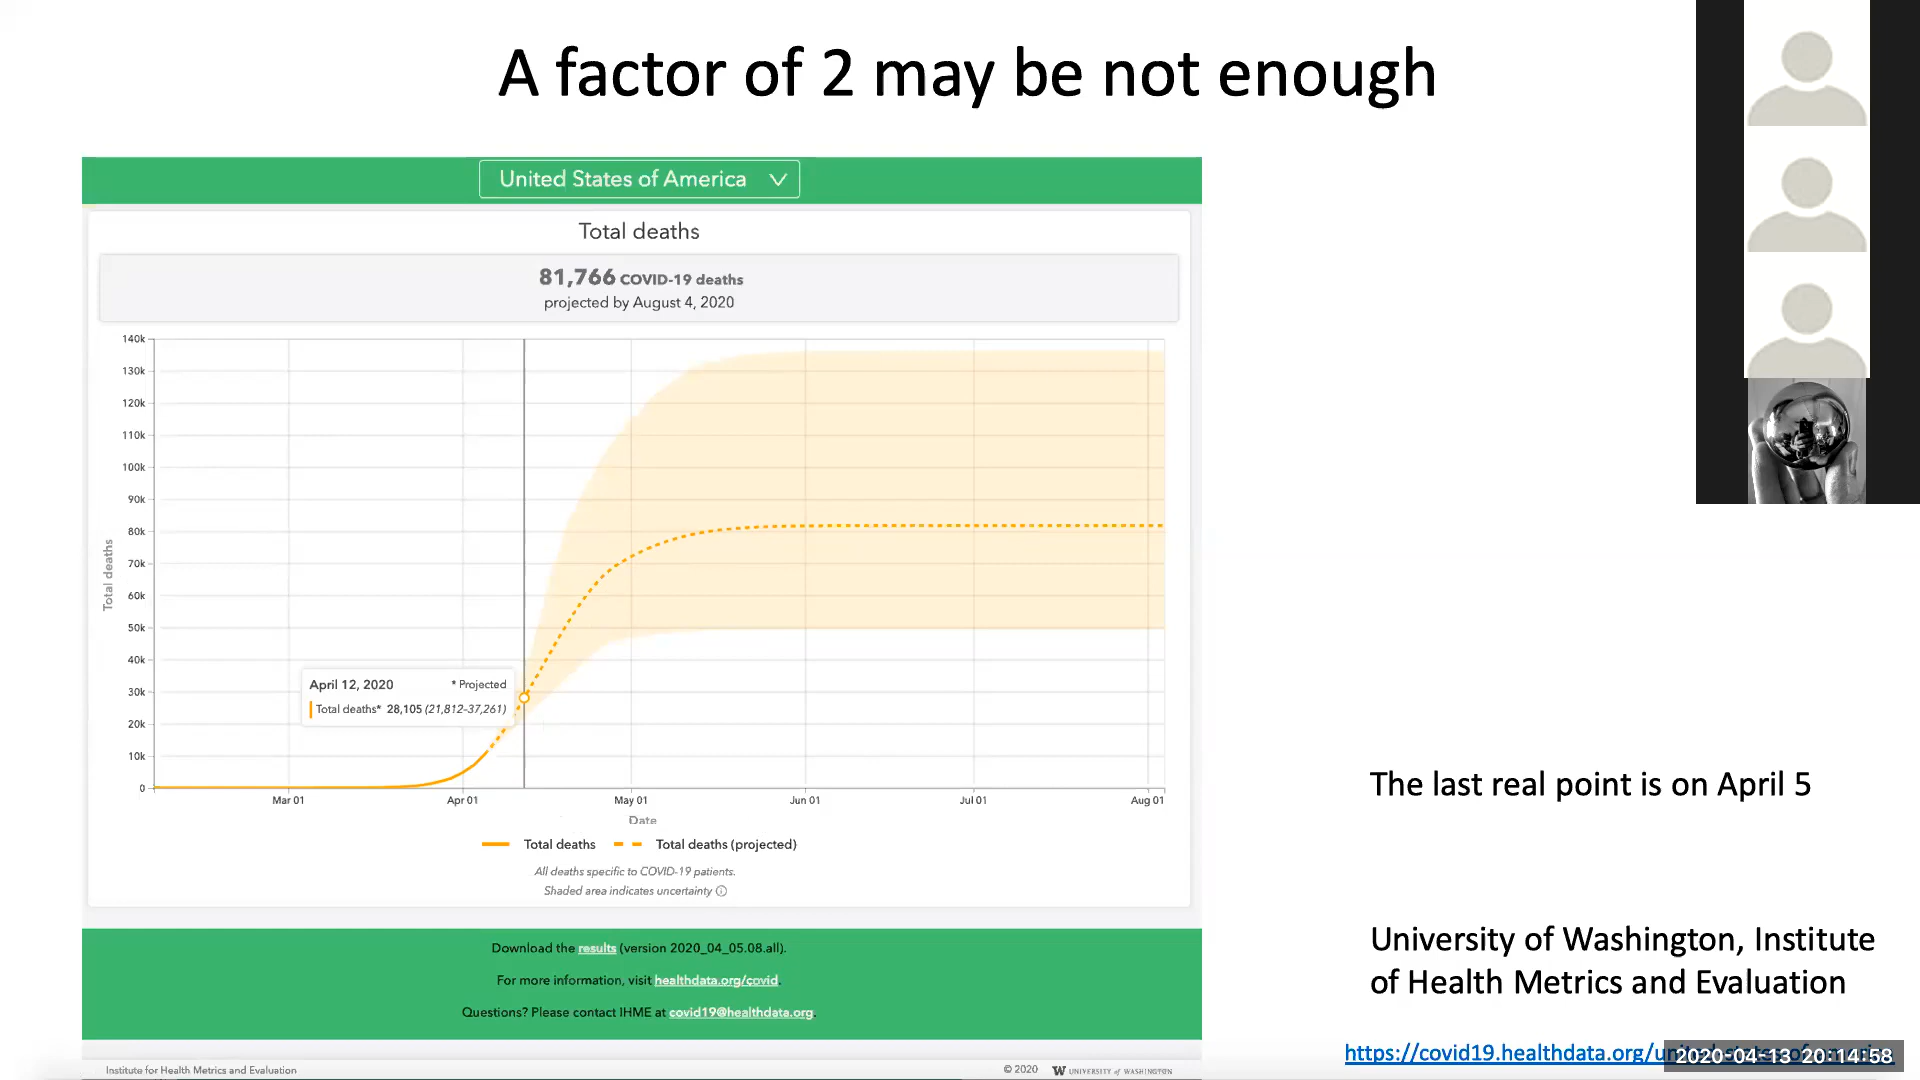 A factor of 2 may be not enough
United States of America
Total deaths
81,766 COVID-19 deaths
projected by August 4, 2020
140k
130k
120k
110k
100k
90k
80k
70k
60k
50k
40k
30k
20k
10k
0
Total deaths
April 12, 2020 * Projected
Total deaths* 28,105 (21,812-37,261)
Mar 01 Apr 01 May 01 Jun 01 Jul 01 Aug 01
Date
Total deaths Total deaths (projected)
All deaths specific to COVID-19 patients.
Shaded area indicates uncertainty
Download the results (version 2020_04_05.08.all).
For more information, visit healthdata.org/covid.
Questions? Please contact IHME at covid19@healthdata.org.
Institute for Health Metrics and Evaluation © 2020 W UNIVERSITY of WASHINGTON
The last real point is on April 5
University of Washington, Institute
of Health Metrics and Evaluation
https://covid19.healthdata.org/
2020-04-13 20:14:58